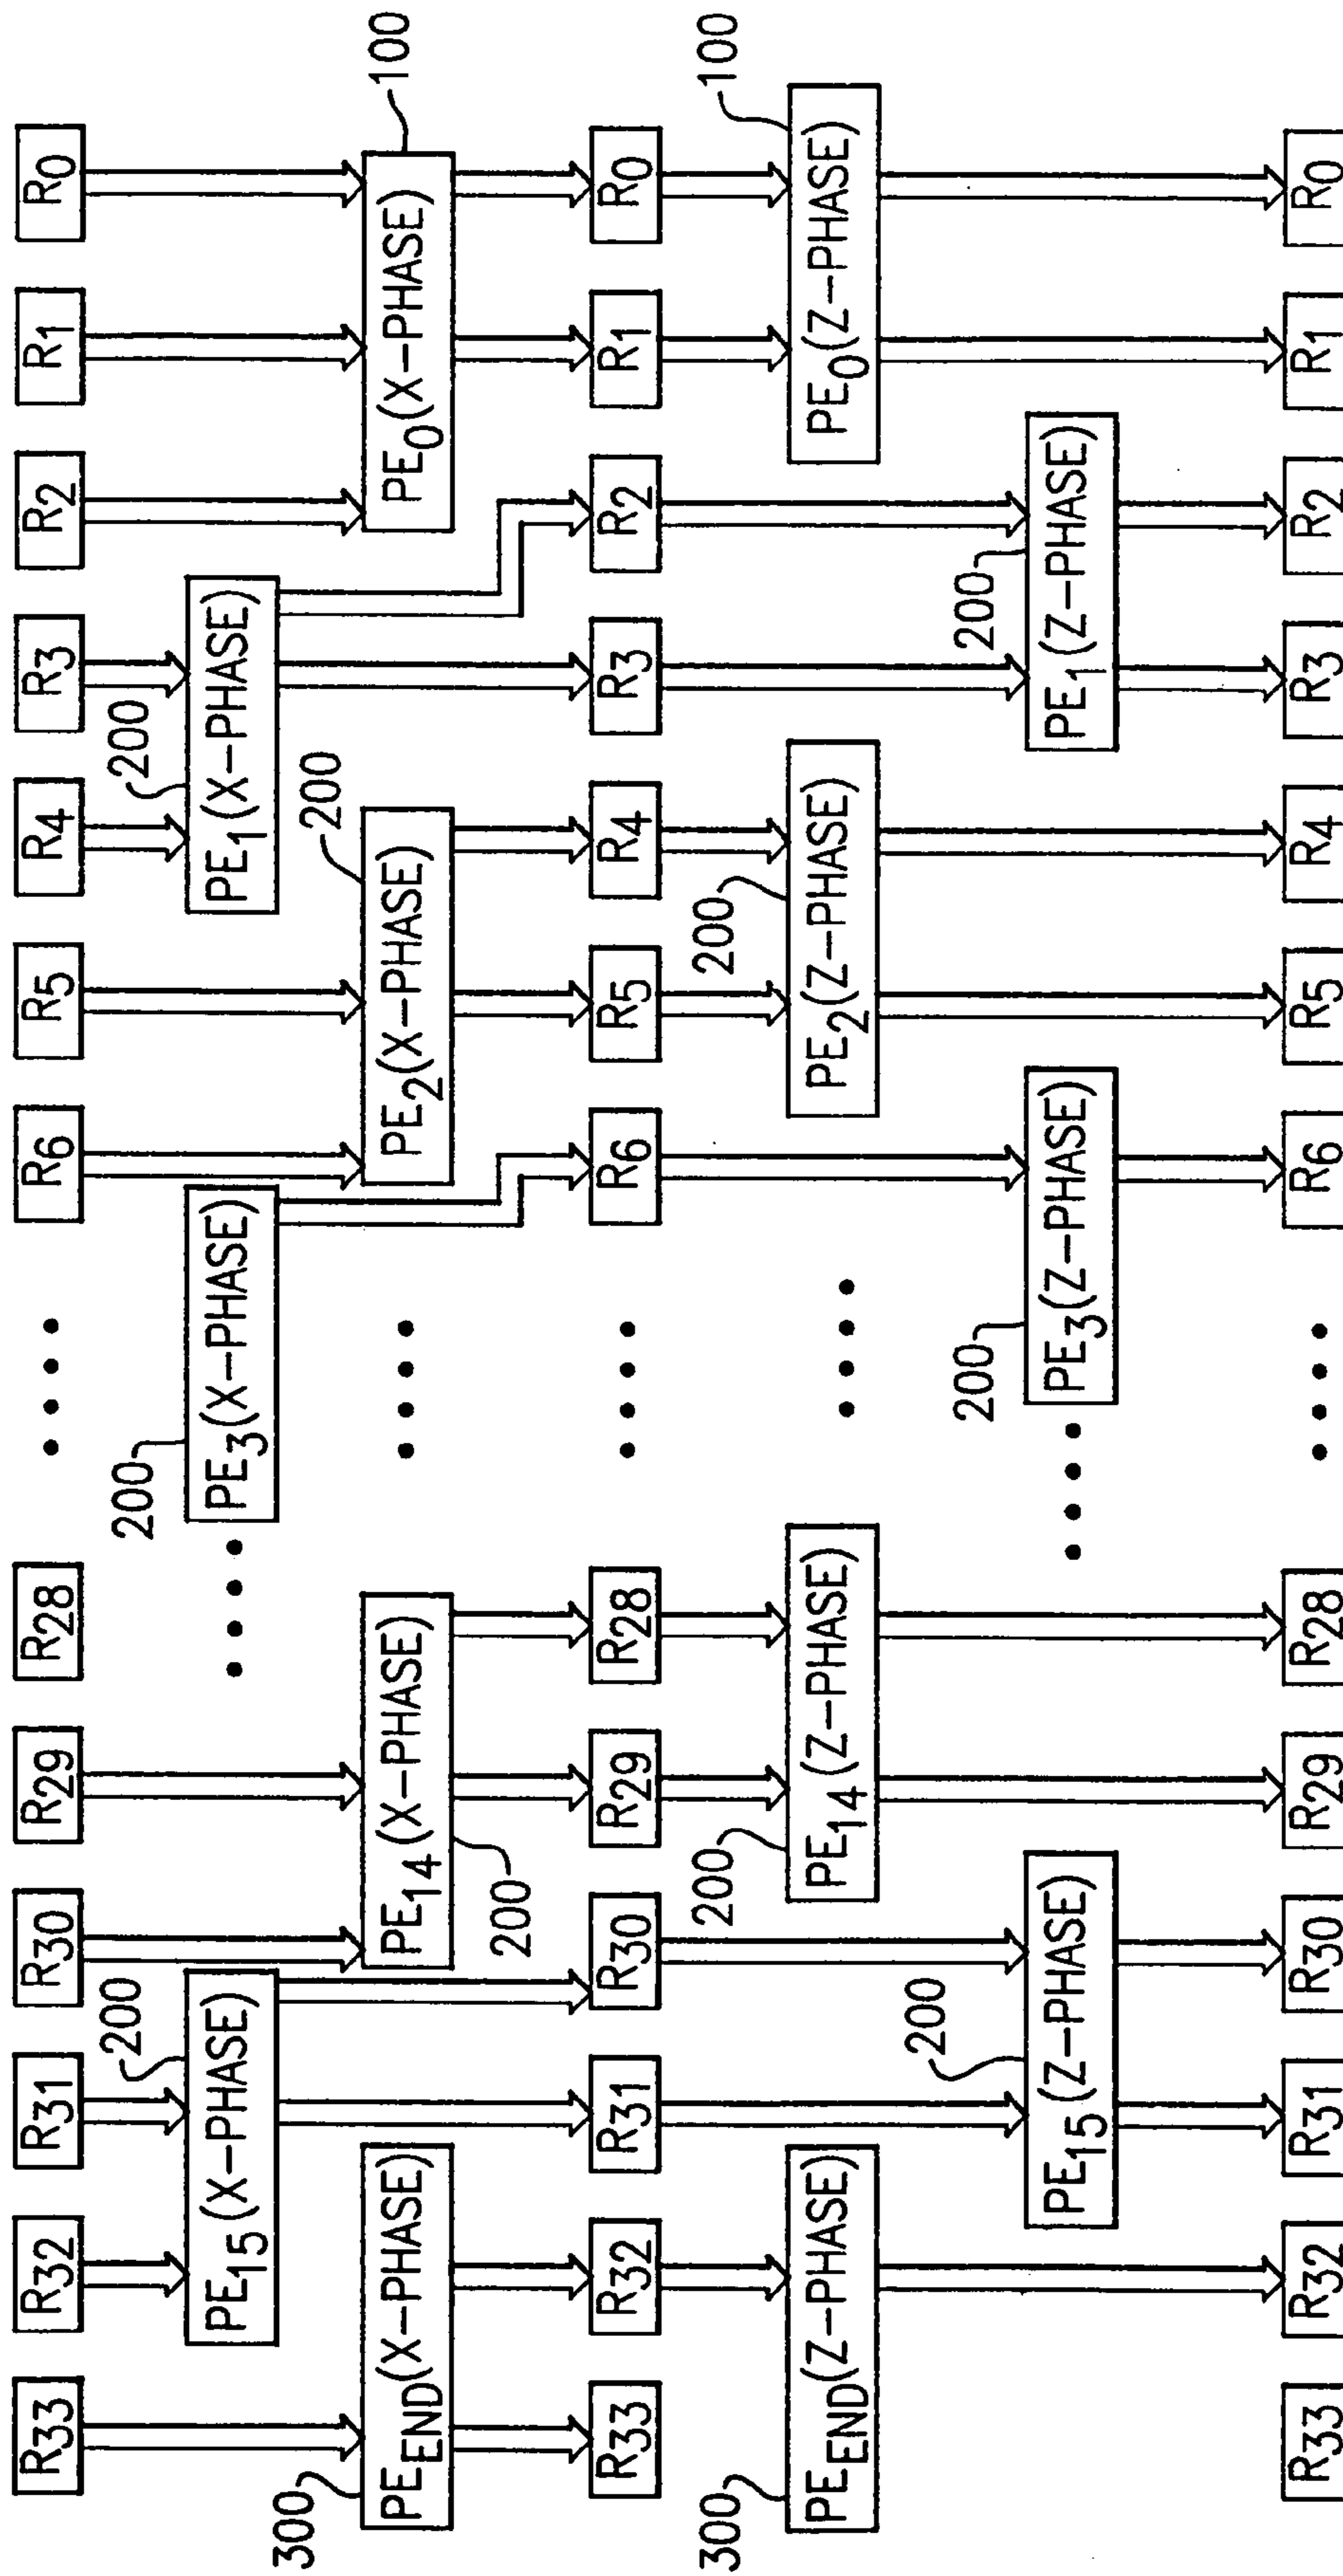 R33 R32 R31 R30 R29 R28 R6 R5 R4 R3 R2 R1 R0
200 200 200
PE15(X-PHASE) PE3(X-PHASE) PE1(X-PHASE)
300 200 100
PEEND(X-PHASE) PE14(X-PHASE) PE2(X-PHASE) PE0(X-PHASE)
200
R33 R32 R31 R30 R29 R28 R6 R5 R4 R3 R2 R1 R0
300 200 200 100
PEEND(Z-PHASE) PE14(Z-PHASE) PE2(Z-PHASE) PE0(Z-PHASE)
200 200 200
PE15(Z-PHASE) PE3(Z-PHASE) PE1(Z-PHASE)
R33 R32 R31 R30 R29 R28 R6 R5 R4 R3 R2 R1 R0